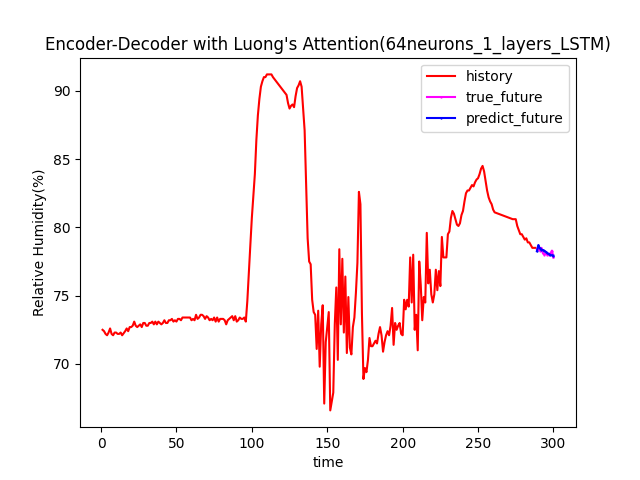 Encoder-Decoder with Luong's Attention(64neurons_1_layers_LSTM)
history
true_future
predict_future
Relative Humidity(%)
90
85
80
75
70
0 50 100 150 200 250 300
time